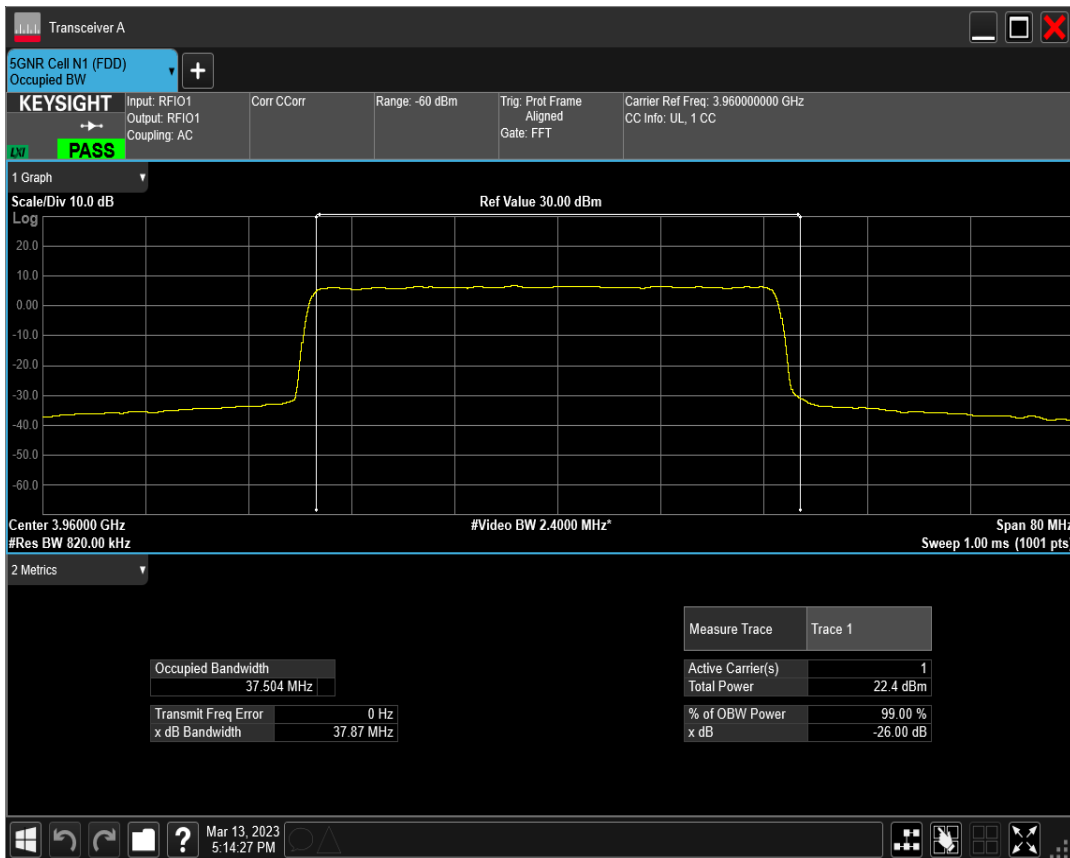 Transceiver A
5GNR Cell N1 (FDD)
Occupied BW
+
KEYSIGHT
LXI
PASS
Input: RFIO1
Output: RFIO1
Coupling: AC
Corr CCorr
Range: -60 dBm
Trig: Prot Frame
Aligned
Gate: FFT
Carrier Ref Freq: 3.960000000 GHz
CC Info: UL, 1 CC
1 Graph
Scale/Div 10.0 dB
Ref Value 30.00 dBm
Log
20.0
10.0
0.00
-10.0
-20.0
-30.0
-40.0
-50.0
-60.0
Center 3.96000 GHz
#Video BW 2.4000 MHz*
Span 80 MHz
#Res BW 820.00 kHz
Sweep 1.00 ms (1001 pts)
2 Metrics
Measure Trace Trace 1
Occupied Bandwidth
37.504 MHz
Active Carrier(s) 1
Total Power 22.4 dBm
Transmit Freq Error 0 Hz
x dB Bandwidth 37.87 MHz
% of OBW Power 99.00 %
x dB -26.00 dB
?
Mar 13, 2023
5:14:27 PM